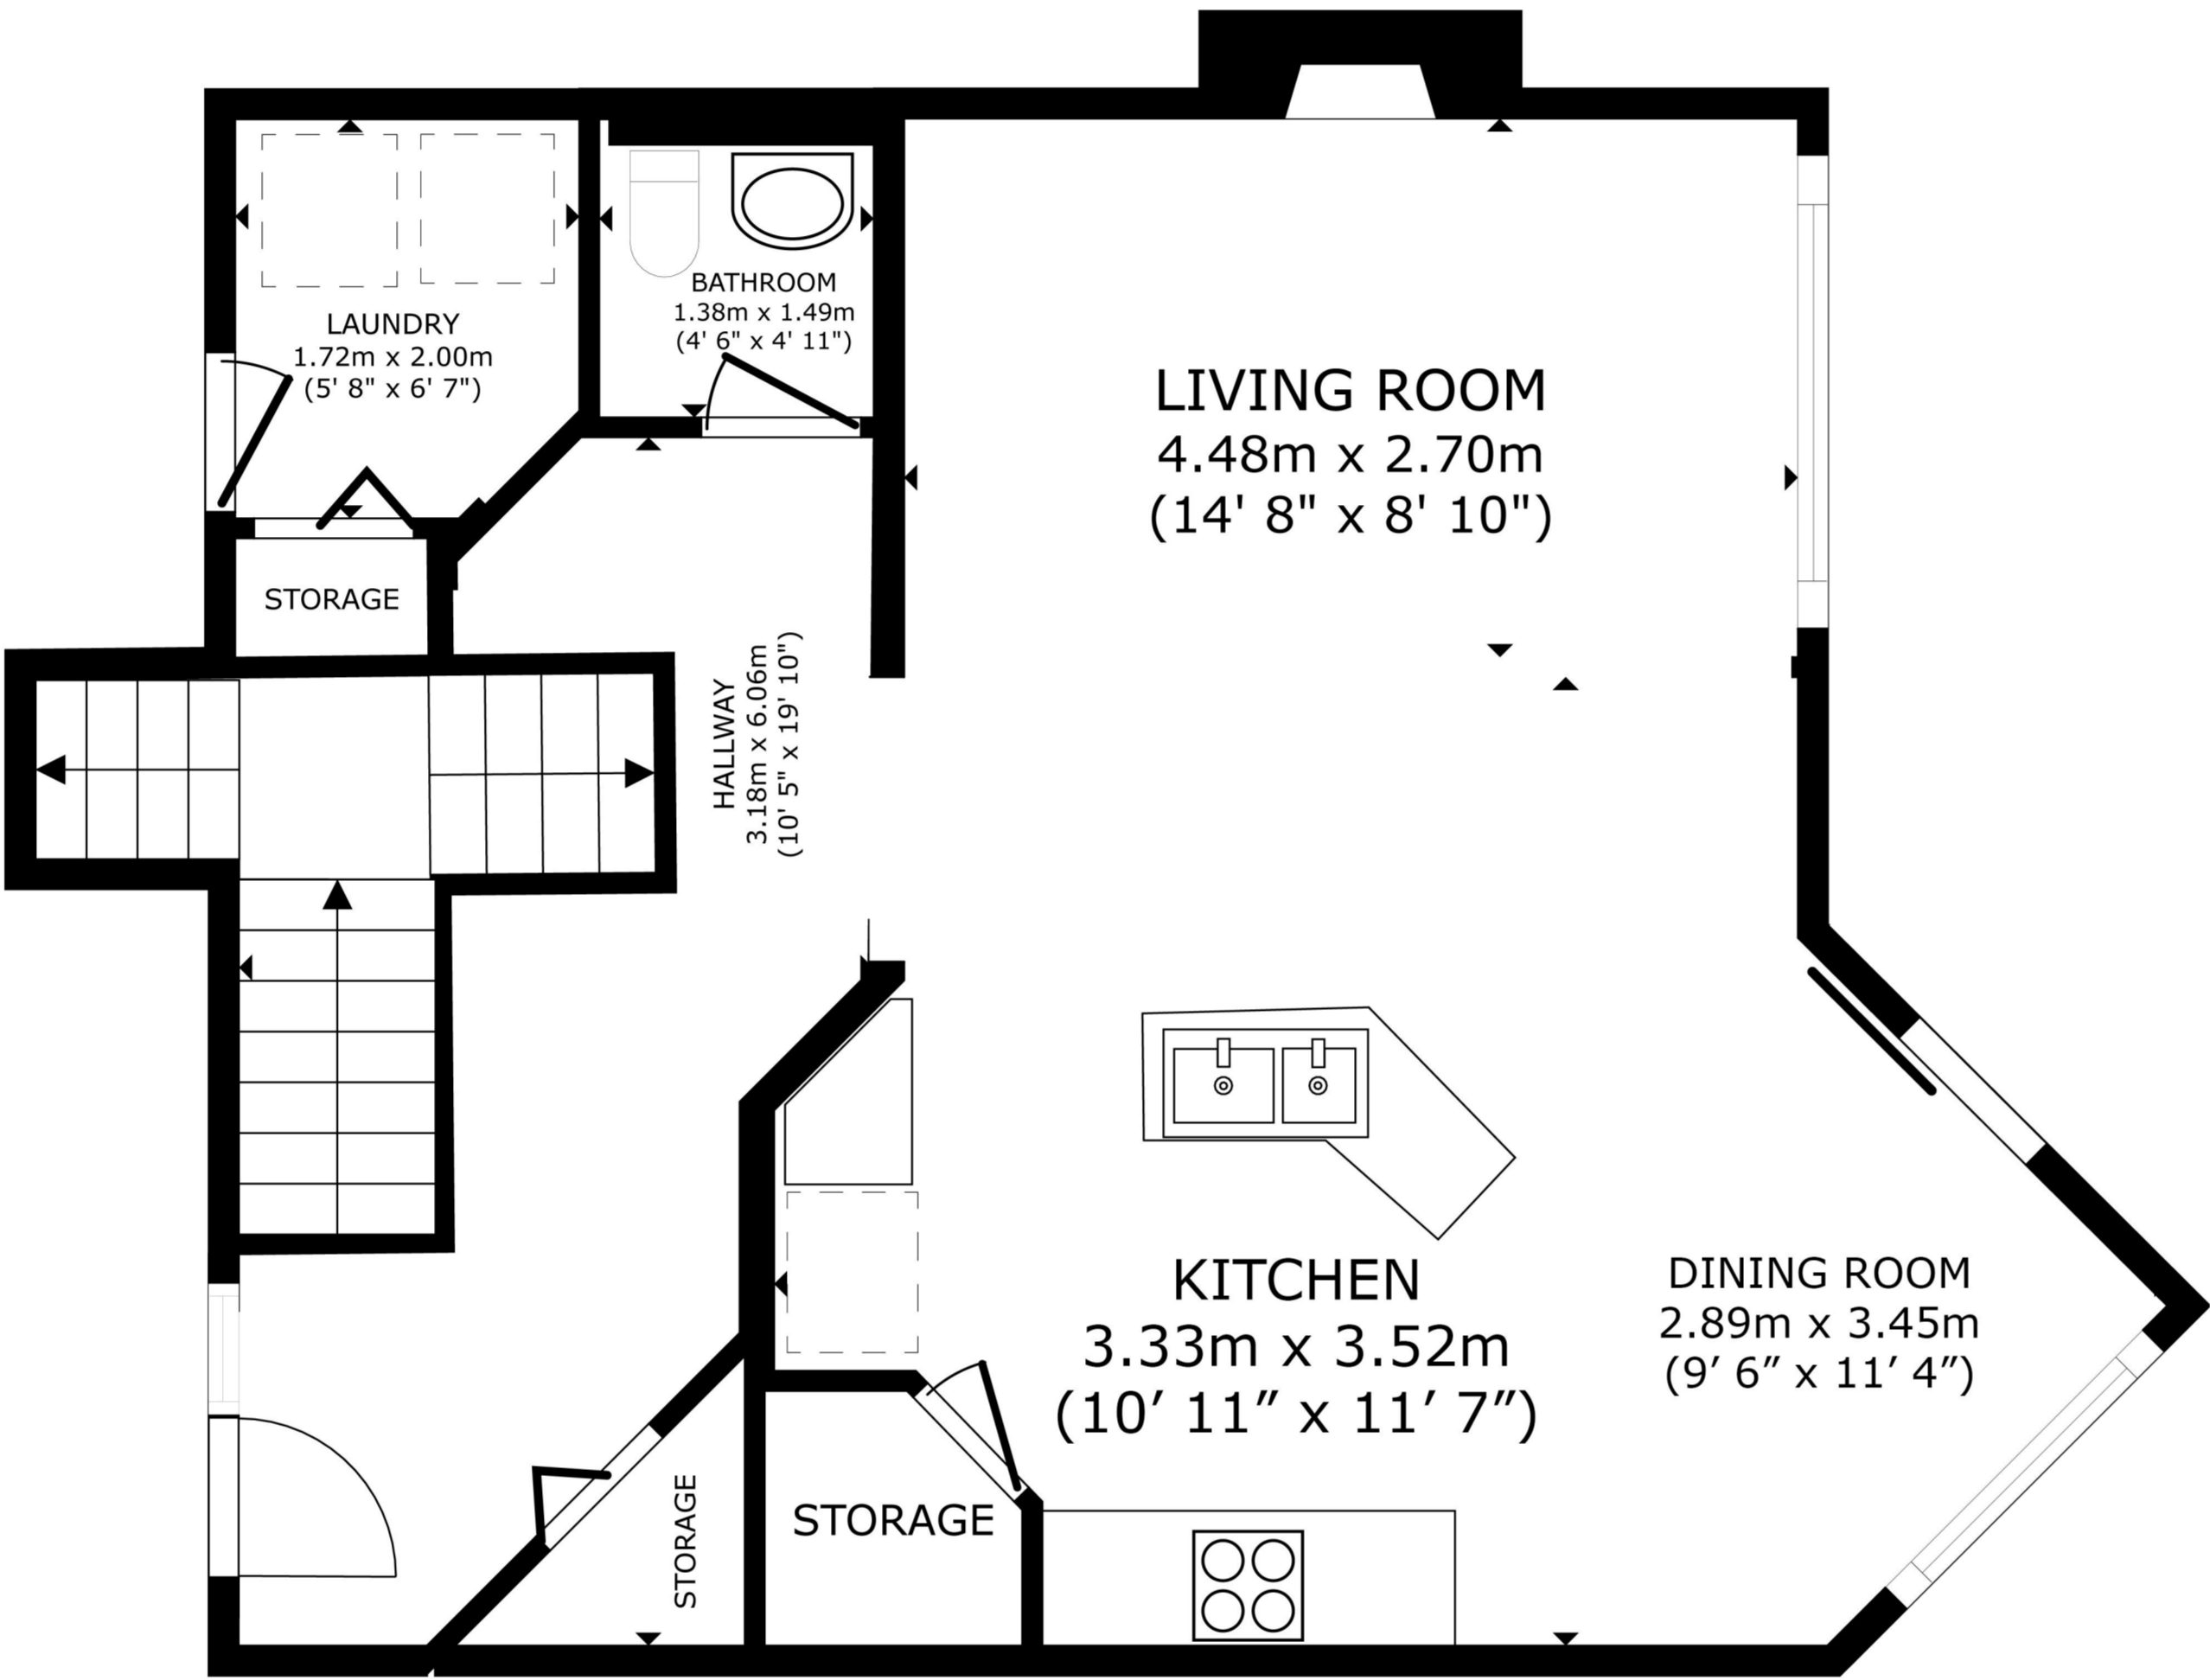 LAUNDRY
1.72m x 2.00m
(5' 8" x 6' 7")
BATHROOM
1.38m x 1.49m
(4' 6" x 4' 11")
LIVING ROOM
4.48m x 2.70m
(14' 8" x 8' 10")
STORAGE
HALLWAY
3.18m x 6.06m
(10' 5" x 19' 10")
KITCHEN
3.33m x 3.52m
(10′ 11″ x 11′ 7″)
DINING ROOM
2.89m x 3.45m
(9′ 6″ x 11′ 4″)
STORAGE
STORAGE